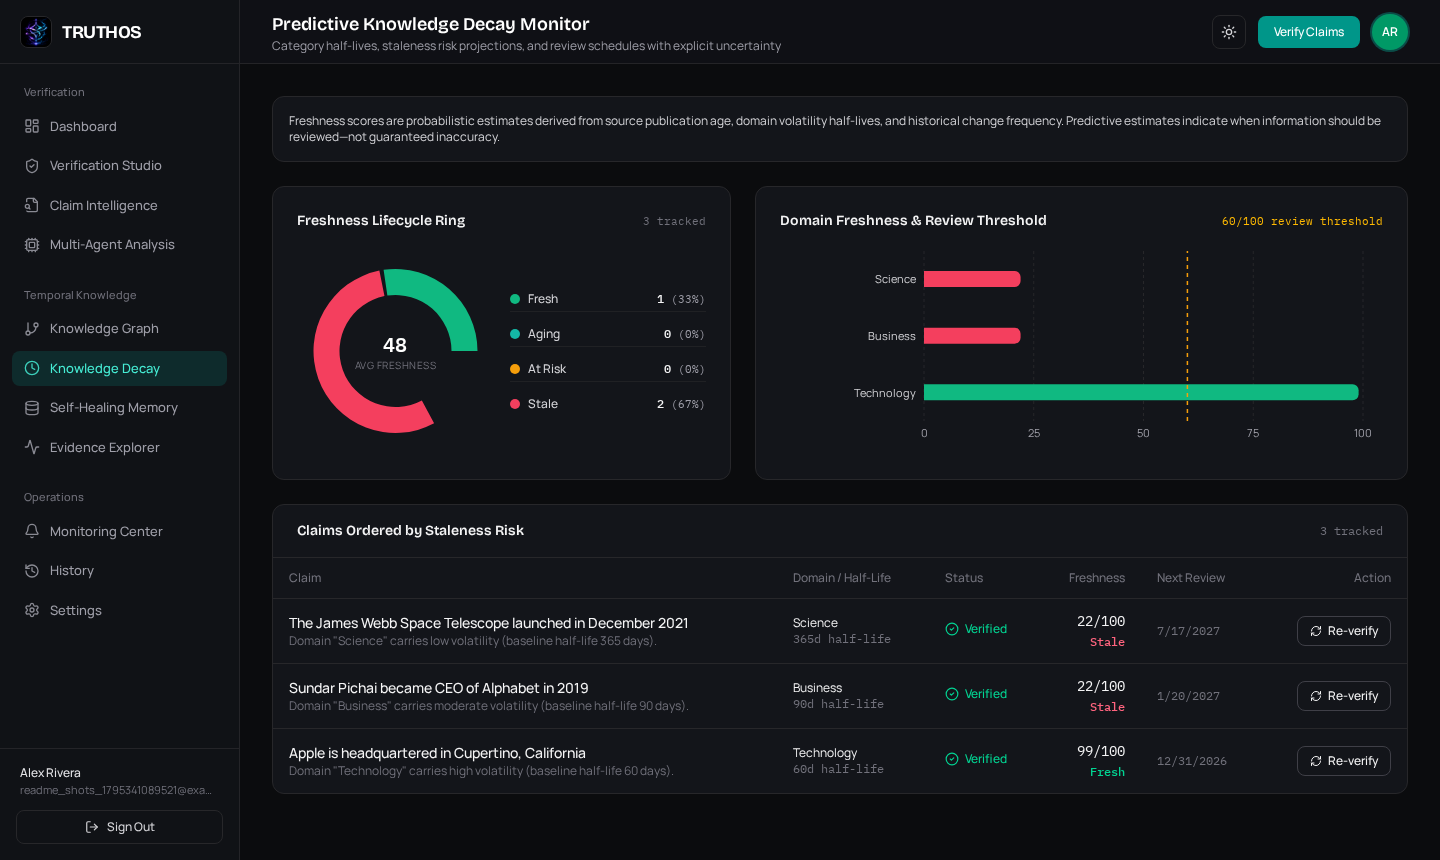 TRUTHOS
Verification
Dashboard
Verification Studio
Claim Intelligence
Multi-Agent Analysis
Temporal Knowledge
Knowledge Graph
Knowledge Decay
Self-Healing Memory
Evidence Explorer
Operations
Monitoring Center
History
Settings
Alex Rivera
readme_shots_1795341089521@exa...
Sign Out
Predictive Knowledge Decay Monitor
Category half-lives, staleness risk projections, and review schedules with explicit uncertainty
Verify Claims
AR
Freshness scores are probabilistic estimates derived from source publication age, domain volatility half-lives, and historical change frequency. Predictive estimates indicate when information should be
reviewed—not guaranteed inaccuracy.
Freshness Lifecycle Ring
3 tracked
48
AVG FRESHNESS
Fresh 1 (33%)
Aging 0 (0%)
At Risk 0 (0%)
Stale 2 (67%)
Domain Freshness & Review Threshold
60/100 review threshold
Science
Business
Technology
0 25 50 75 100
Claims Ordered by Staleness Risk
3 tracked
Claim Domain / Half-Life Status Freshness Next Review Action
The James Webb Space Telescope launched in December 2021
Domain "Science" carries low volatility (baseline half-life 365 days).
Science
365d half-life
Verified
22/100
Stale
7/17/2027
Re-verify
Sundar Pichai became CEO of Alphabet in 2019
Domain "Business" carries moderate volatility (baseline half-life 90 days).
Business
90d half-life
Verified
22/100
Stale
1/20/2027
Re-verify
Apple is headquartered in Cupertino, California
Domain "Technology" carries high volatility (baseline half-life 60 days).
Technology
60d half-life
Verified
99/100
Fresh
12/31/2026
Re-verify